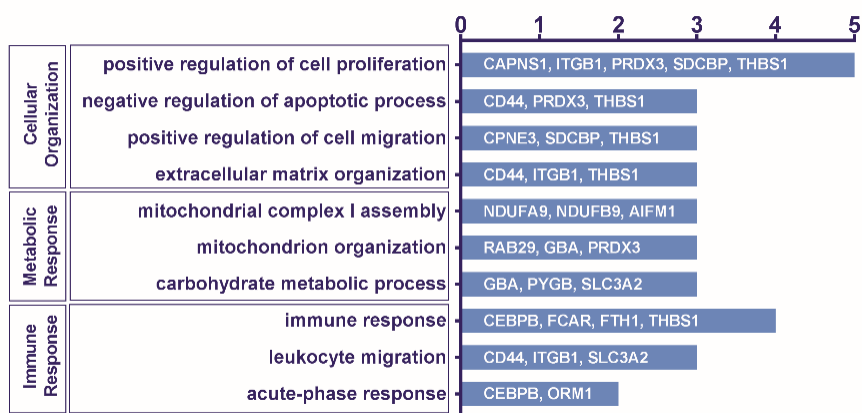 0 1 2 3 4 5
Cellular Organization
positive regulation of cell proliferation CAPNS1, ITGB1, PRDX3, SDCBP, THBS1
negative regulation of apoptotic process CD44, PRDX3, THBS1
positive regulation of cell migration CPNE3, SDCBP, THBS1
extracellular matrix organization CD44, ITGB1, THBS1
Metabolic Response
mitochondrial complex I assembly NDUFA9, NDUFB9, AIFM1
mitochondrion organization RAB29, GBA, PRDX3
carbohydrate metabolic process GBA, PYGB, SLC3A2
Immune Response
immune response CEBPB, FCAR, FTH1, THBS1
leukocyte migration CD44, ITGB1, SLC3A2
acute-phase response CEBPB, ORM1